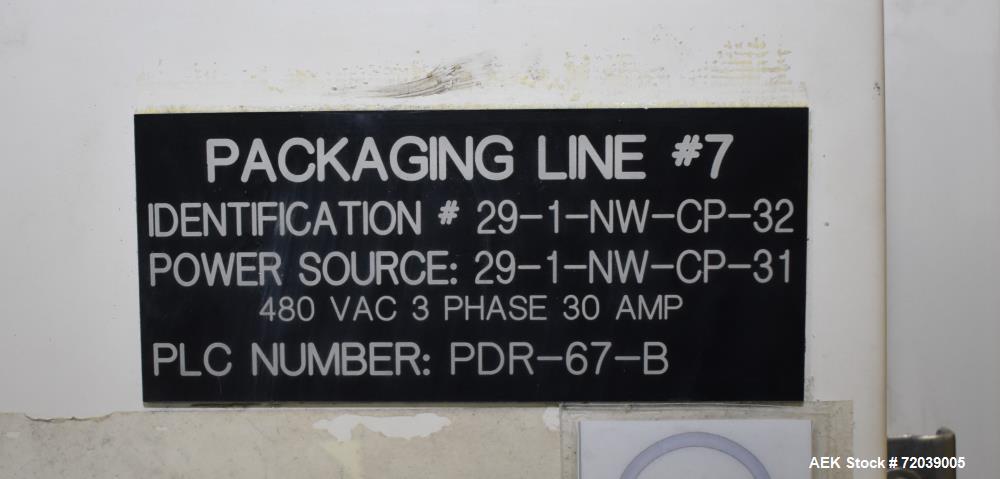 PACKAGING LINE #7
IDENTIFICATION # 29-1-NW-CP-32
POWER SOURCE: 29-1-NW-CP-31
480 VAC 3 PHASE 30 AMP
PLC NUMBER: PDR-67-B
AEK Stock # 72039005